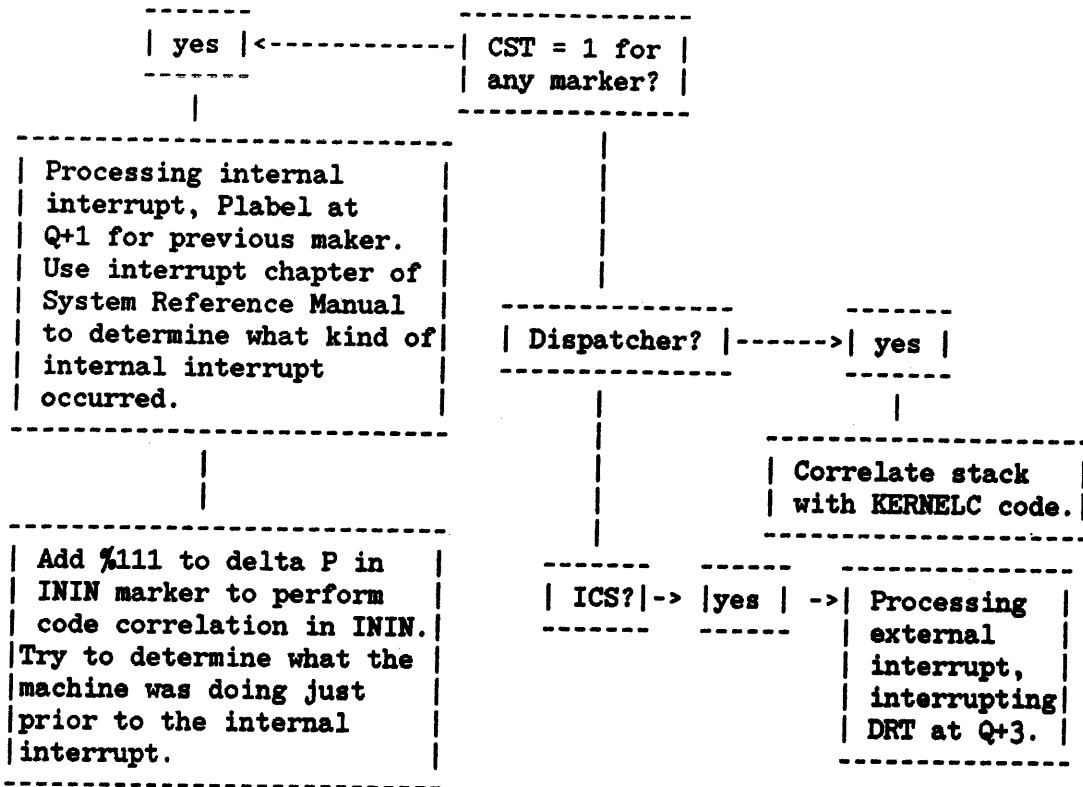 yes
CST = 1 for
any marker?
Processing internal
interrupt, Plabel at
Q+1 for previous maker.
Use interrupt chapter of
System Reference Manual
to determine what kind of
internal interrupt
occurred.
Dispatcher?
yes
Correlate stack
with KERNELC code.
Add %111 to delta P in
ININ marker to perform
code correlation in ININ.
Try to determine what the
machine was doing just
prior to the internal
interrupt.
ICS?
yes
Processing
external
interrupt,
interrupting
DRT at Q+3.